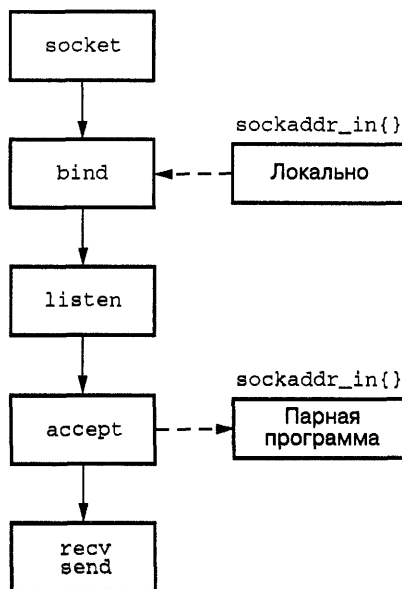 socket
sockaddr_in{}
bind
Локально
listen
sockaddr_in{}
accept
Парная
программа
recv
send